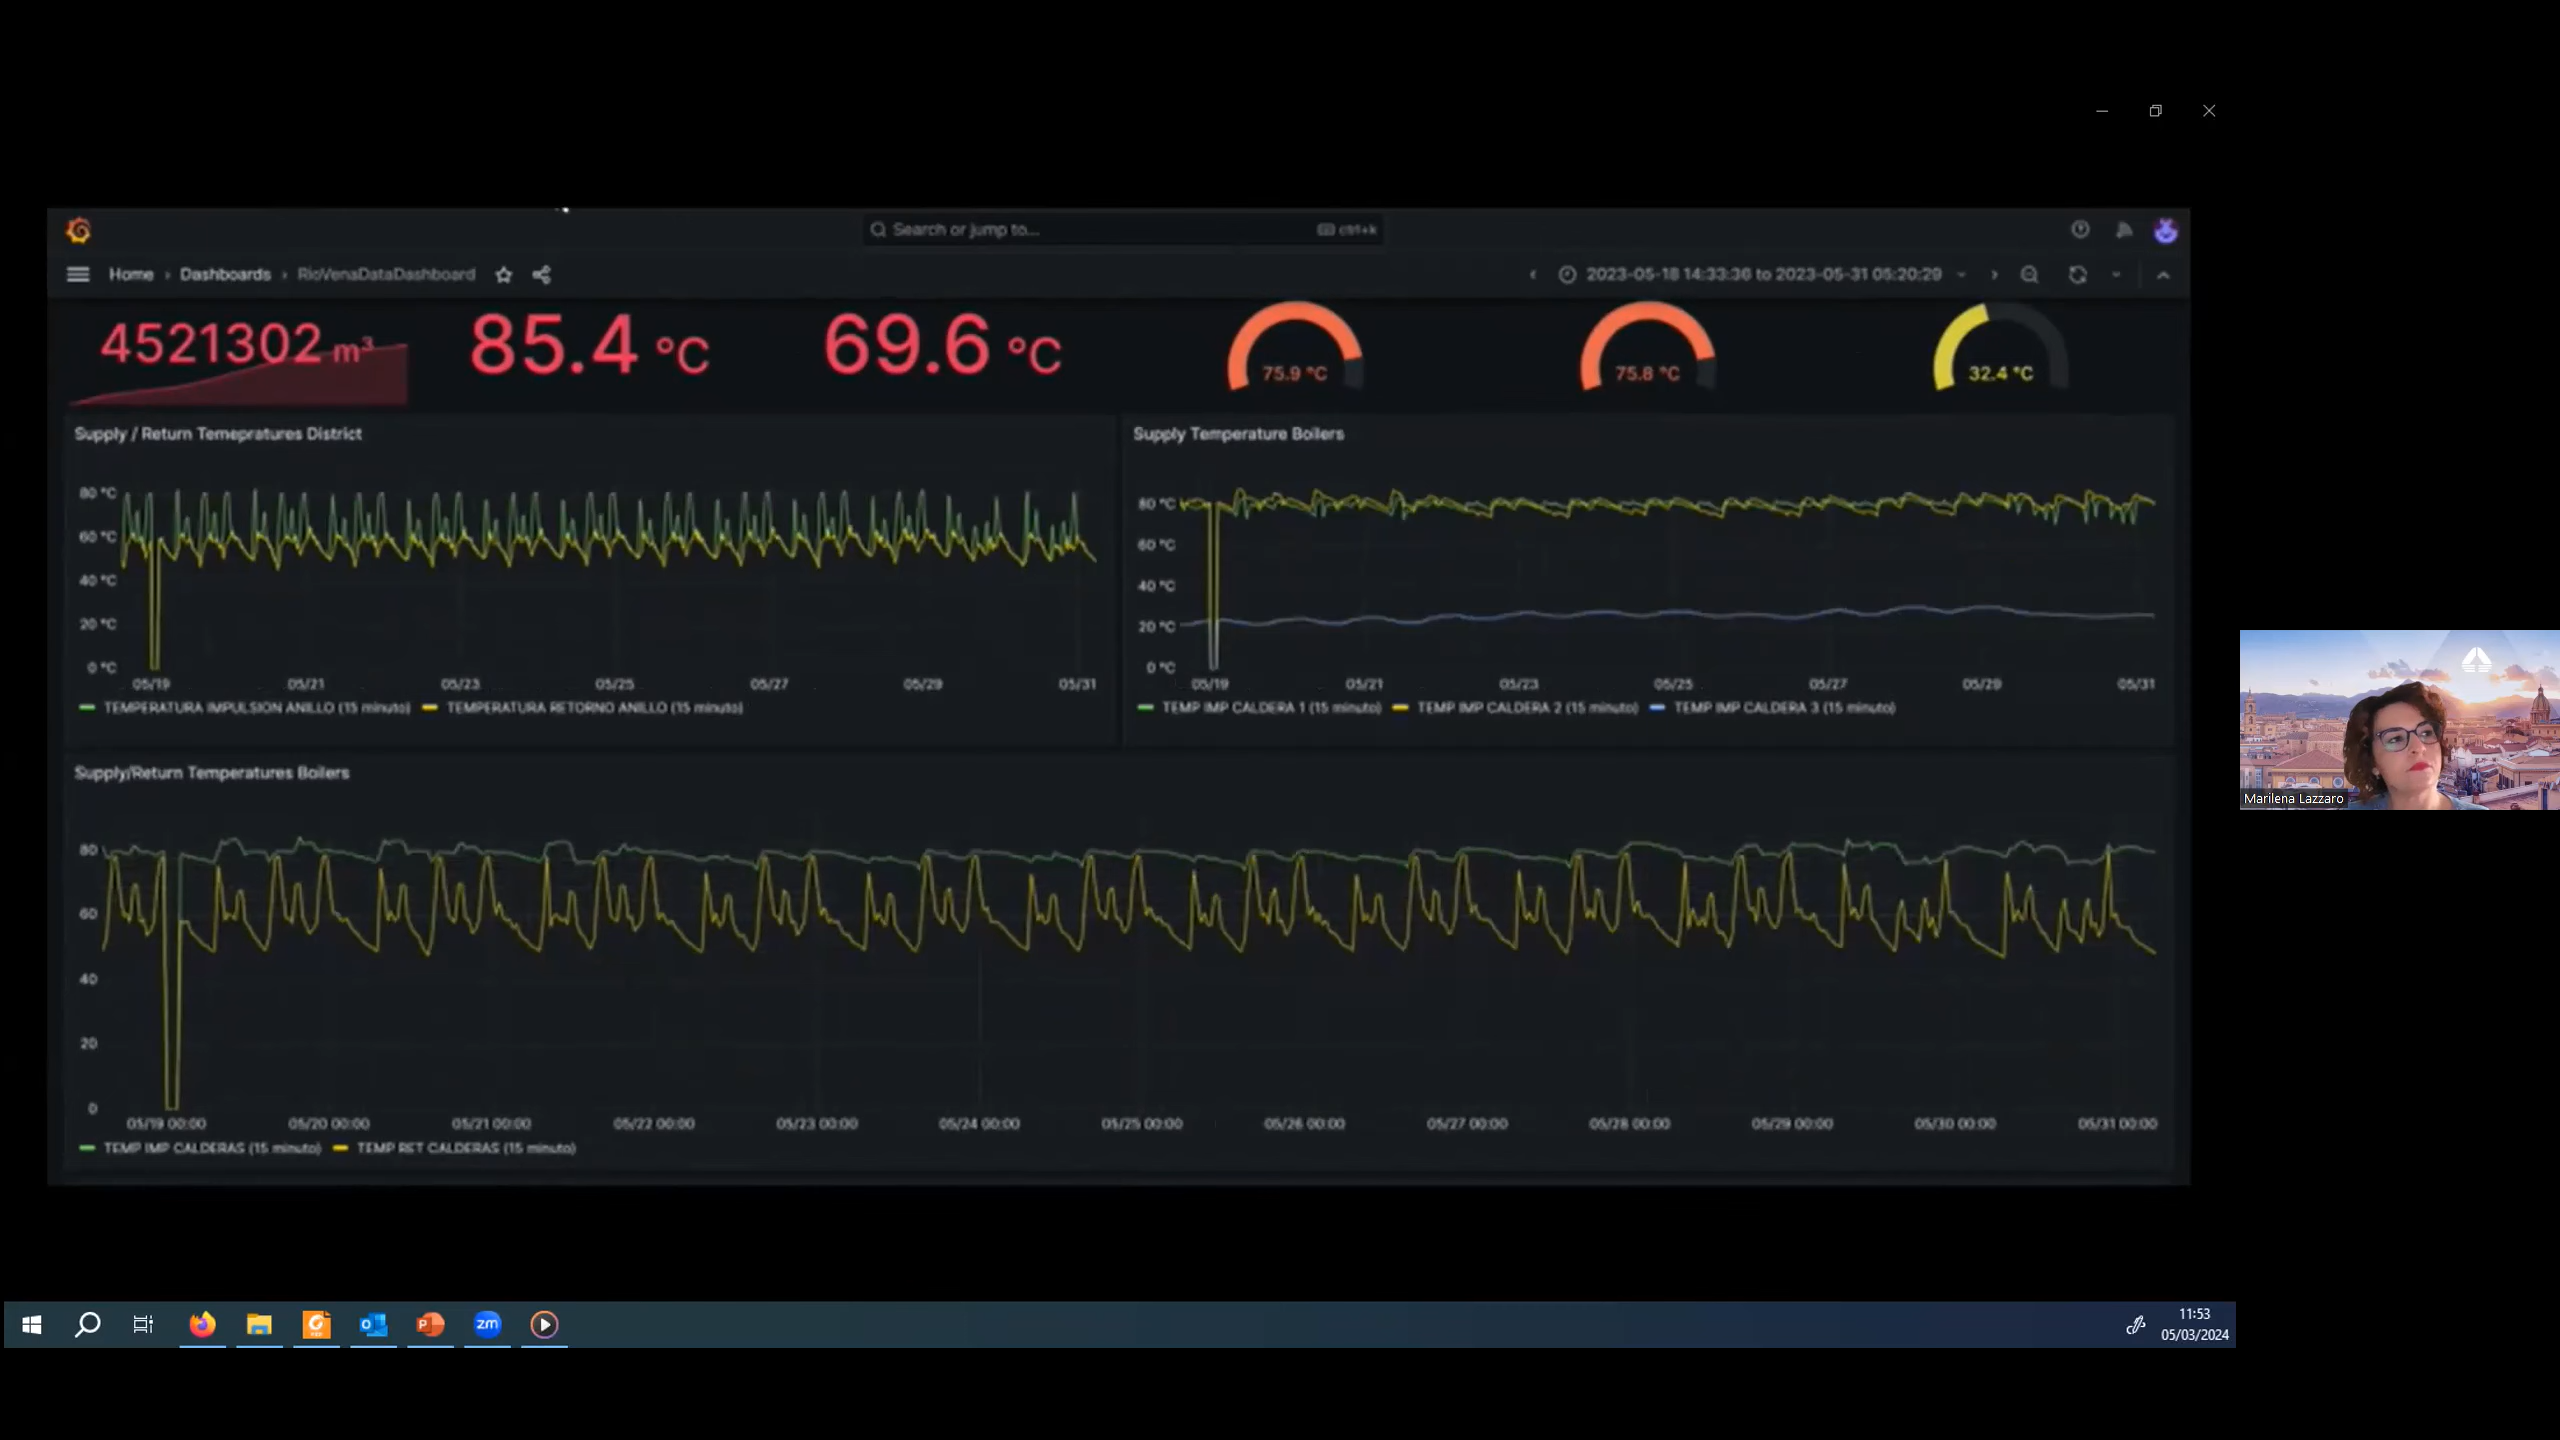 Search or jump to... ctrl+k
Home › Dashboards › RioVenaDataDashboard
2023-05-18 14:33:36 to 2023-05-31 05:20:29
4521302 m³
85.4 °C
69.6 °C
75.9 °C
75.8 °C
32.4 °C
Supply / Return Temepratures District
80 °C
60 °C
40 °C
20 °C
0 °C
05/19 05/21 05/23 05/25 05/27 05/29 05/31
TEMPERATURA IMPULSION ANILLO (15 minuto) TEMPERATURA RETORNO ANILLO (15 minuto)
Supply Temperature Boilers
80 °C
60 °C
40 °C
20 °C
0 °C
05/19 05/21 05/23 05/25 05/27 05/29 05/31
TEMP IMP CALDERA 1 (15 minuto) TEMP IMP CALDERA 2 (15 minuto) TEMP IMP CALDERA 3 (15 minuto)
Supply/Return Temperatures Boilers
80
60
40
20
0
05/19 00:00 05/20 00:00 05/21 00:00 05/22 00:00 05/23 00:00 05/24 00:00 05/25 00:00 05/26 00:00 05/27 00:00 05/28 00:00 05/29 00:00 05/30 00:00 05/31 00:00
TEMP IMP CALDERAS (15 minuto) TEMP RET CALDERAS (15 minuto)
Marilena Lazzaro
zm
11:53
05/03/2024